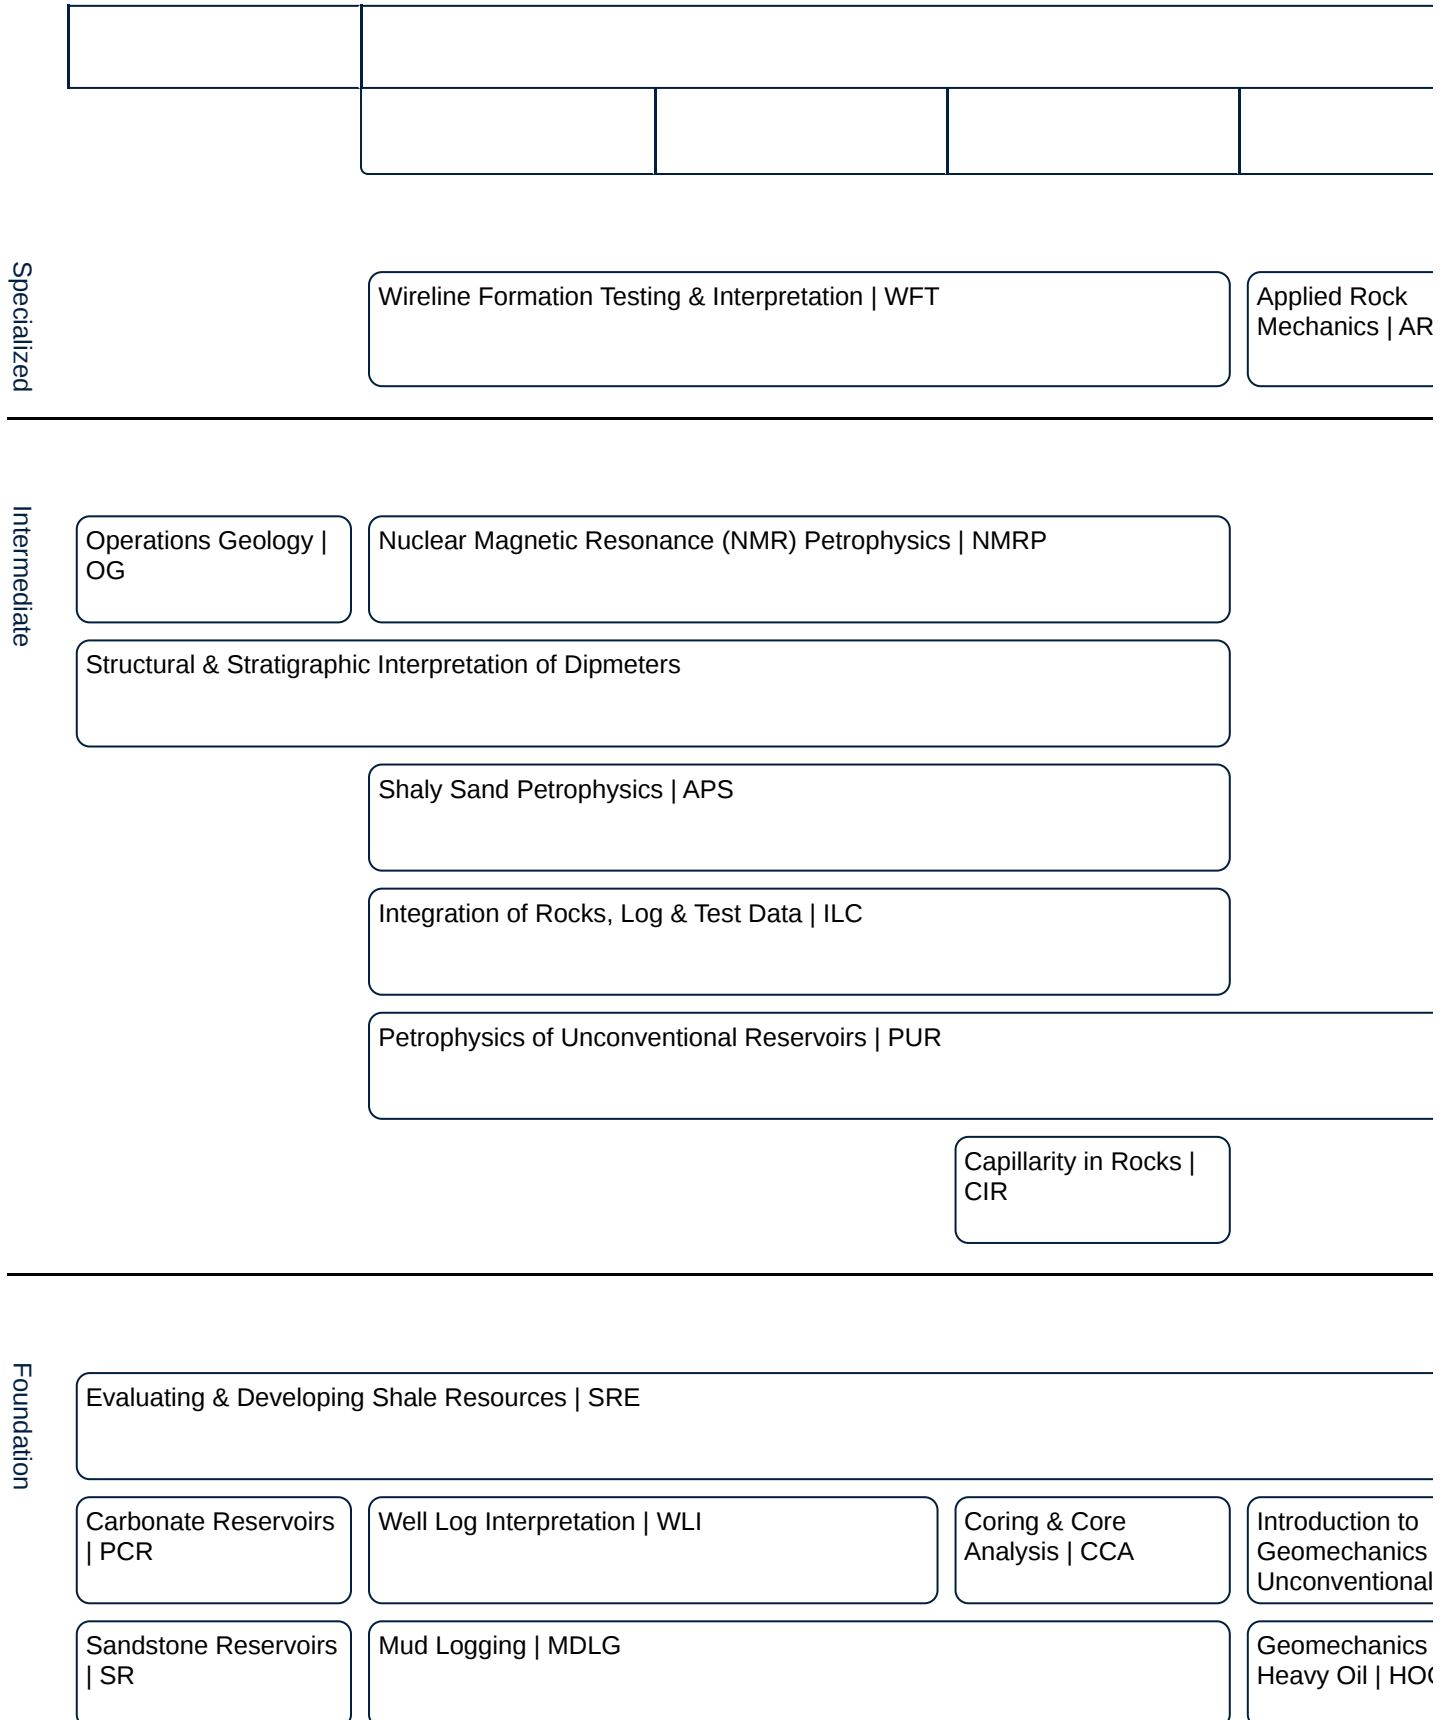 Specialized
Wireline Formation Testing & Interpretation | WFT
Applied Rock
Mechanics |
Intermediate
Operations Geology |
OG
Nuclear Magnetic Resonance (NMR) Petrophysics | NMRP
Structural & Stratigraphic Interpretation of Dipmeters
Shaly Sand Petrophysics | APS
Integration of Rocks, Log & Test Data | ILC
Petrophysics of Unconventional Reservoirs | PUR
Capillarity in Rocks |
CIR
Foundation
Evaluating & Developing Shale Resources | SRE
Carbonate Reservoirs
| PCR
Well Log Interpretation | WLI
Coring & Core
Analysis | CCA
Introduction to
Geomechanics
Unconventional
Sandstone Reservoirs
| SR
Mud Logging | MDLG
Geomechanics
Heavy Oil |